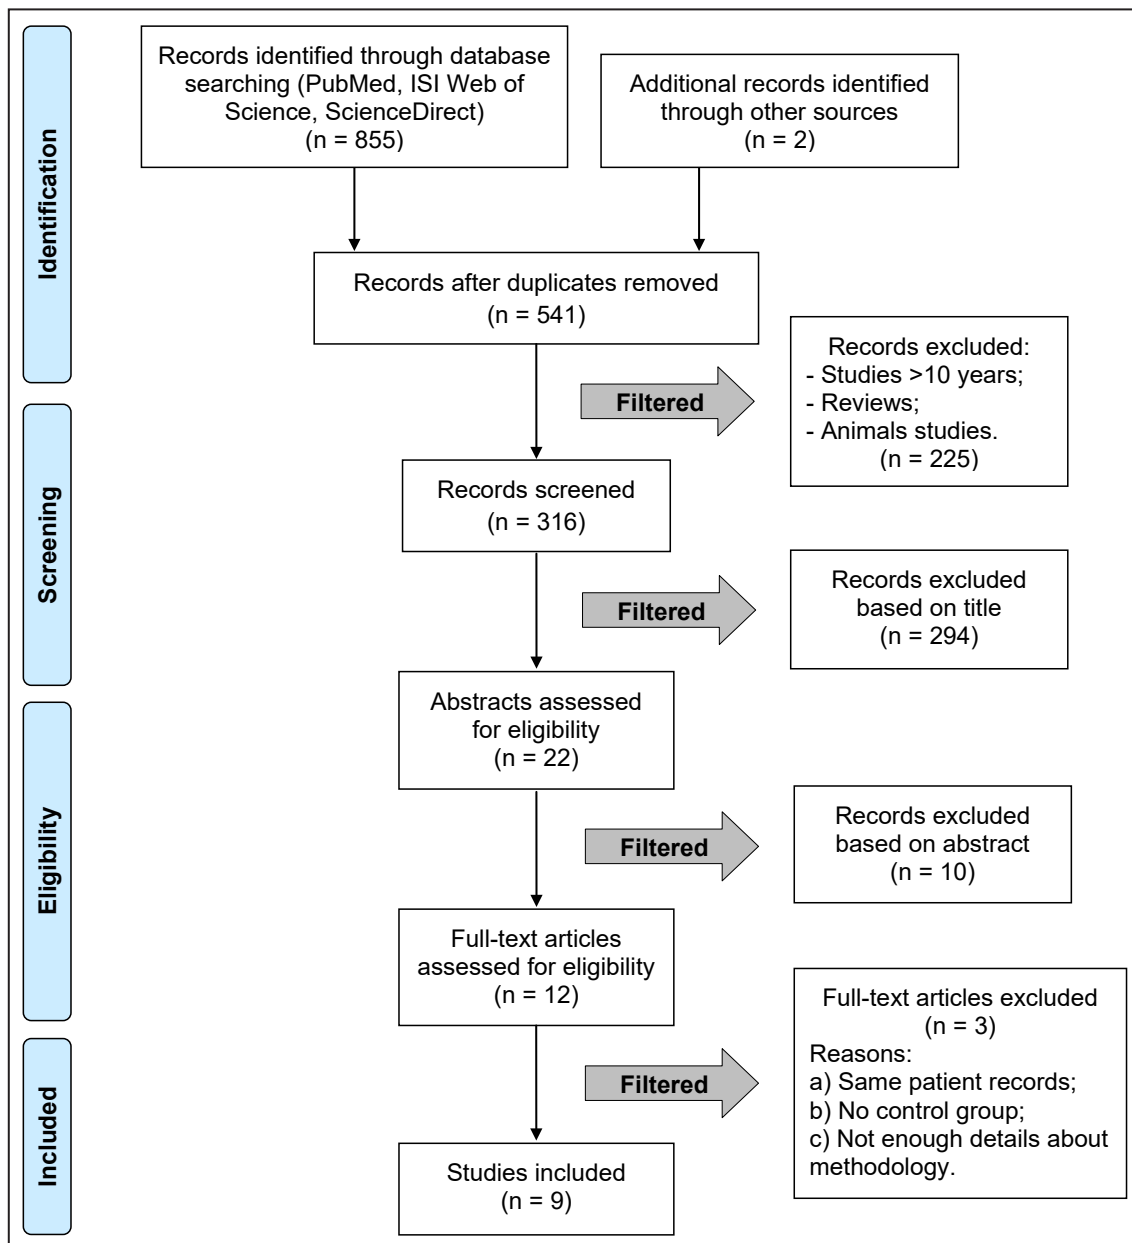 Identification
Records identified through database
searching (PubMed, ISI Web of
Science, ScienceDirect)
(n = 855)
Additional records identified
through other sources
(n = 2)
Records after duplicates removed
(n = 541)
Filtered
Records excluded:
- Studies >10 years;
- Reviews;
- Animals studies.
(n = 225)
Screening
Records screened
(n = 316)
Filtered
Records excluded
based on title
(n = 294)
Eligibility
Abstracts assessed
for eligibility
(n = 22)
Filtered
Records excluded
based on abstract
(n = 10)
Full-text articles
assessed for eligibility
(n = 12)
Included
Filtered
Full-text articles excluded
(n = 3)
Reasons:
a) Same patient records;
b) No control group;
c) Not enough details about
methodology.
Studies included
(n = 9)